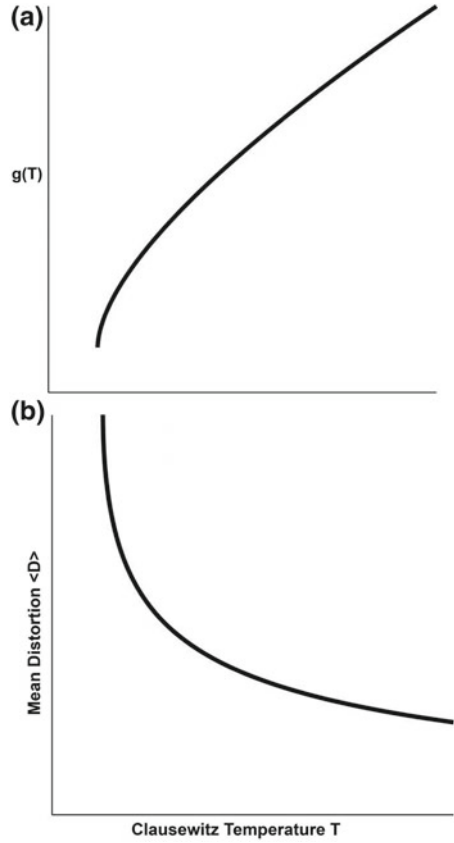 (a)
g(T)
(b)
Mean Distortion <D>
Clausewitz Temperature T